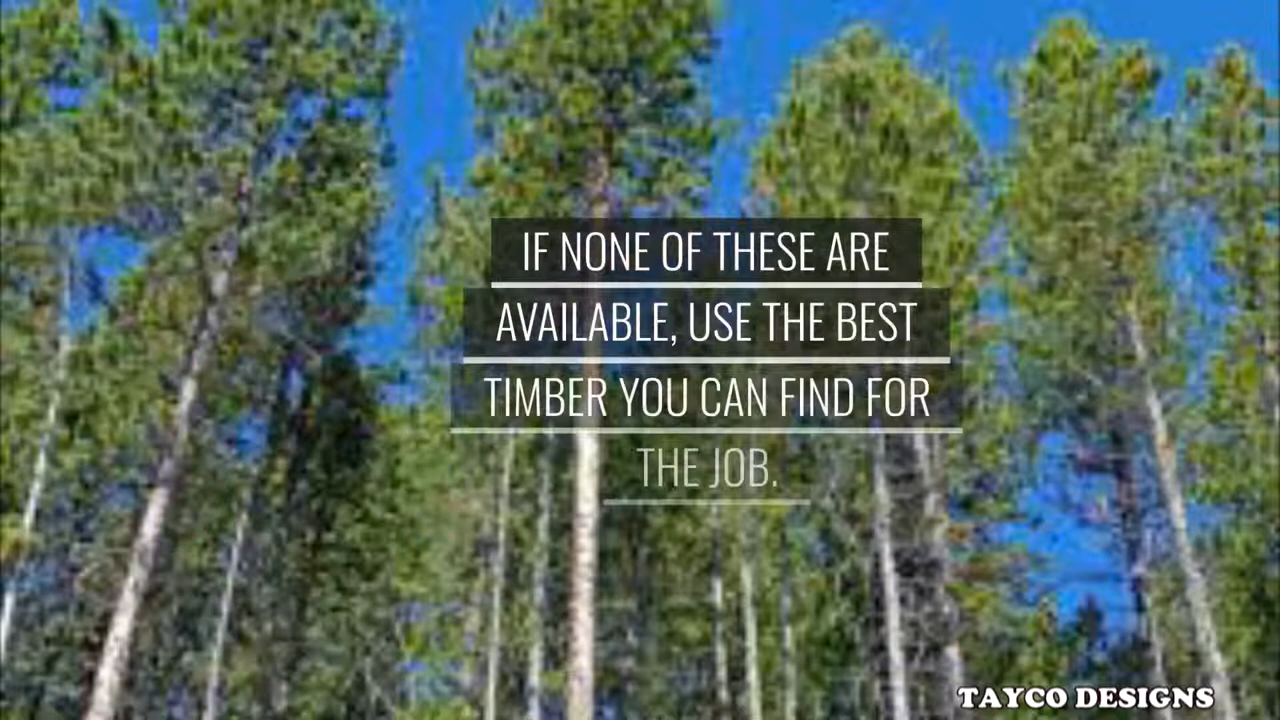 IF NONE OF THESE ARE
AVAILABLE, USE THE BEST
TIMBER YOU CAN FIND FOR
THE JOB.
TAYCO DESIGNS